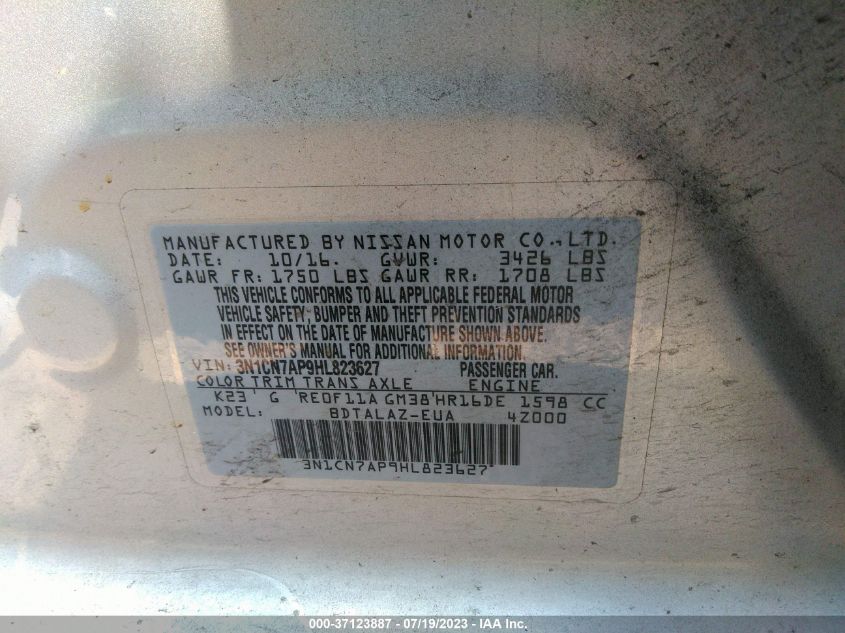 MANUFACTURED BY NISSAN MOTOR CO., LTD.
DATE: 10/16. GVWR: 3426 LBS
GAWR FR: 1750 LBS GAWR RR: 1708 LBS
THIS VEHICLE CONFORMS TO ALL APPLICABLE FEDERAL MOTOR
VEHICLE SAFETY, BUMPER AND THEFT PREVENTION STANDARDS
IN EFFECT ON THE DATE OF MANUFACTURE SHOWN ABOVE.
SEE OWNER'S MANUAL FOR ADDITIONAL INFORMATION.
VIN: 3N1CN7AP9HL823627 PASSENGER CAR.
COLOR TRIM TRANS AXLE ENGINE
K23 G RE0F11A GM38 HR16DE 1598 CC
MODEL: BDTALAZ-EUA 4Z000
3N1CN7AP9HL823627
000-37123887 - 07/19/2023 - IAAI.COM